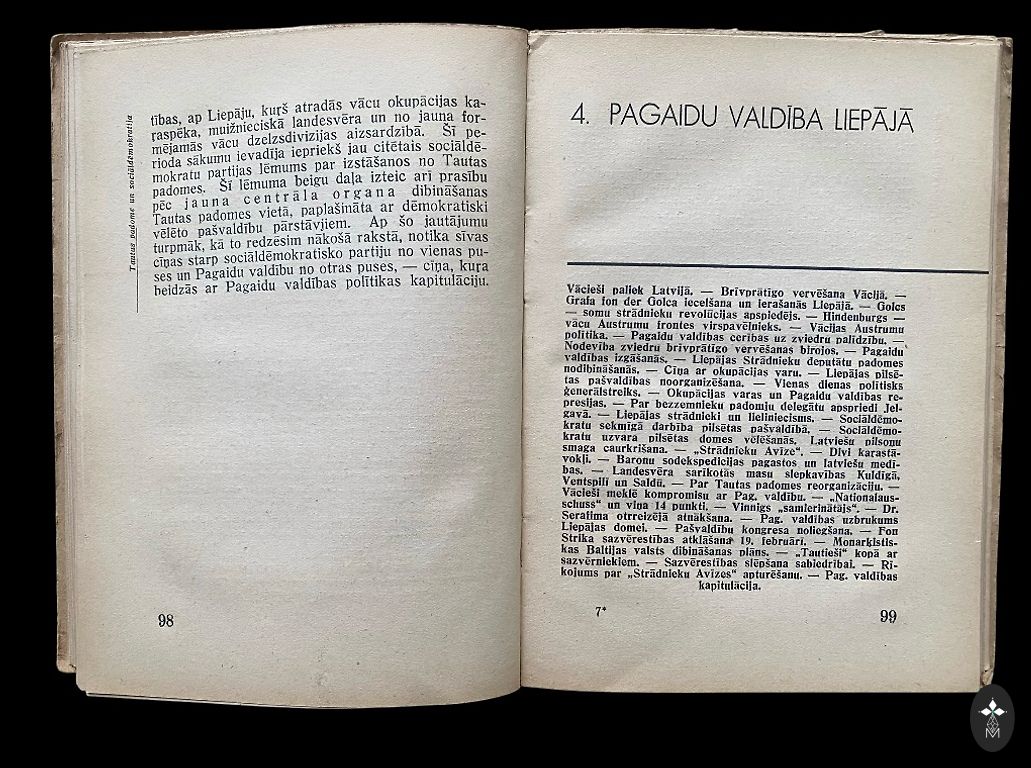 Tautas padome un sociāldēmokratija
tības, ap Liepāju, kuŗš atradās vācu okupācijas ka-
raspēka, muižnieciskā landesvēra un no jauna for-
mējamās vācu dzelzsdivizijas aizsardzībā. Šī pe-
rioda sākumu ievadīja iepriekš jau citētais sociāldē-
mokratu partijas lēmums par izstāšanos no Tautas
padomes. Šī lēmuma beigu daļa izteic arī prasību
pēc jauna centrāla organa dibināšanas
Tautas padomes vietā, paplašināta ar dēmokratiski
vēlēto pašvaldību pārstāvjiem. Ap šo jautājumu
turpmāk, kā to redzēsim nākošā rakstā, notika sīvas
cīņas starp sociāldēmokratisko partiju no vienas pu-
ses un Pagaidu valdību no otras puses, — cīņa, kuŗa
beidzās ar Pagaidu valdības polītikas kapitulāciju.
98
4. PAGAIDU VALDĪBA LIEPĀJĀ
Vācieši paliek Latvijā. — Brīvprātīgo vervēšana Vācijā. —
Grafa fon der Golca iecelšana un ierašanās Liepājā. — Golcs
— somu strādnieku revolūcijas apspiedējs. — Hindenburgs —
vācu Austrumu frontes virspavēlnieks. — Vācijas Austrumu
polītika. — Pagaidu valdības cerības uz zviedru palīdzību. —
Nodevība zviedru brīvprātīgo vervēšanas birojos. — Pagaidu
valdības izgāšanās. — Liepājas Strādnieku deputātu padomes
nodibināšanās. — Cīņa ar okupācijas varu. — Liepājas pilsē-
tas pašvaldības noorganizēšana. — Vienas dienas polītisks
ģenerālstreiks. — Okupācijas varas un Pagaidu valdības re-
presijas. — Par bezzemnieku padomju delegātu apspriedi Jel-
gavā. — Liepājas strādnieki un lieliniecisms. — Sociāldēmo-
kratu sekmīgā darbība pilsētas pašvaldībā. — Sociāldēmo-
kratu uzvara pilsētas domes vēlēšanās. Latviešu pilsoņu
smaga caurkrišana. — „Strādnieku Avīze“. — Divi karastā-
vokļi. — Baronu sodekspedicijas pagastos un latviešu medī-
bas. — Landesvēra sarīkotās masu slepkavības Kuldīgā,
Ventspilī un Saldū. — Par Tautas padomes reorganizāciju. —
Vācieši meklē kompromisu ar Pag. valdību. — „Nationalaus-
schuss“ un viņa 14 punkti. — Vinnigs „samierinātājs“. — Dr.
Serafima otrreizējā atnākšana. — Pag. valdības uzbrukums
Liepājas domei. — Pašvaldību kongresa noliegšana. — Fon
Strika sazvērestības atklāšana 19. februārī. — Monarķistis-
kas Baltijas valsts dibināšanas plāns. — „Tautieši“ kopā ar
sazvērniekiem. — Sazvērestības slēpšana sabiedrībai. — Rī-
kojums par „Strādnieku Avīzes“ apturēšanu. — Pag. valdības
kapitulācija.
7*
99
M